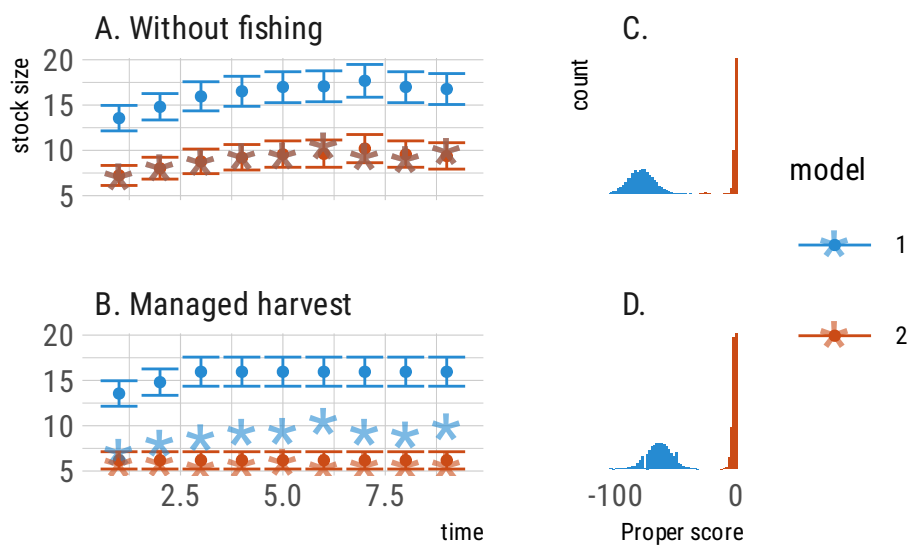 A. Without fishing
stock size
20
15
10
5
C.
count
model
1
2
B. Managed harvest
20
15
10
5
2.5 5.0 7.5
time
D.
-100 0
Proper score